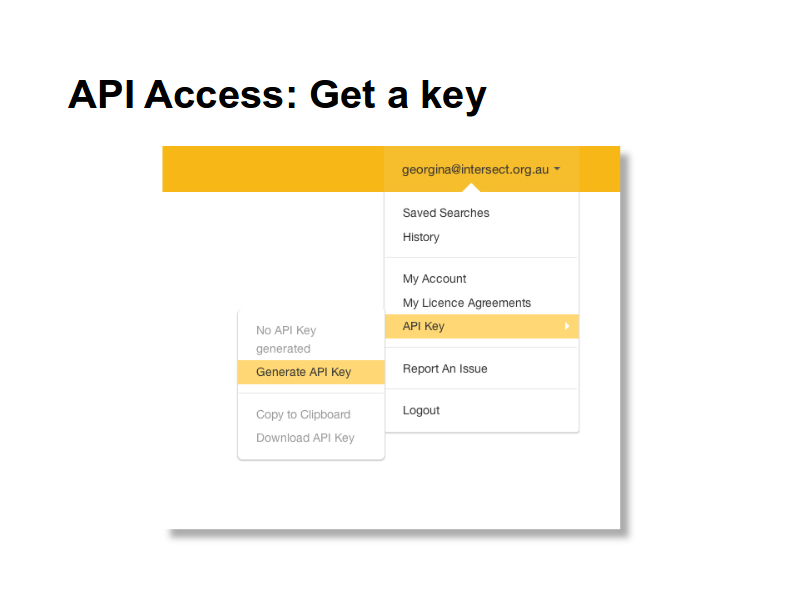 API Access: Get a key
georgina@intersect.org.au
Saved Searches
History
My Account
My Licence Agreements
API Key
No API Key
generated
Generate API Key
Copy to Clipboard
Download API Key
Report An Issue
Logout